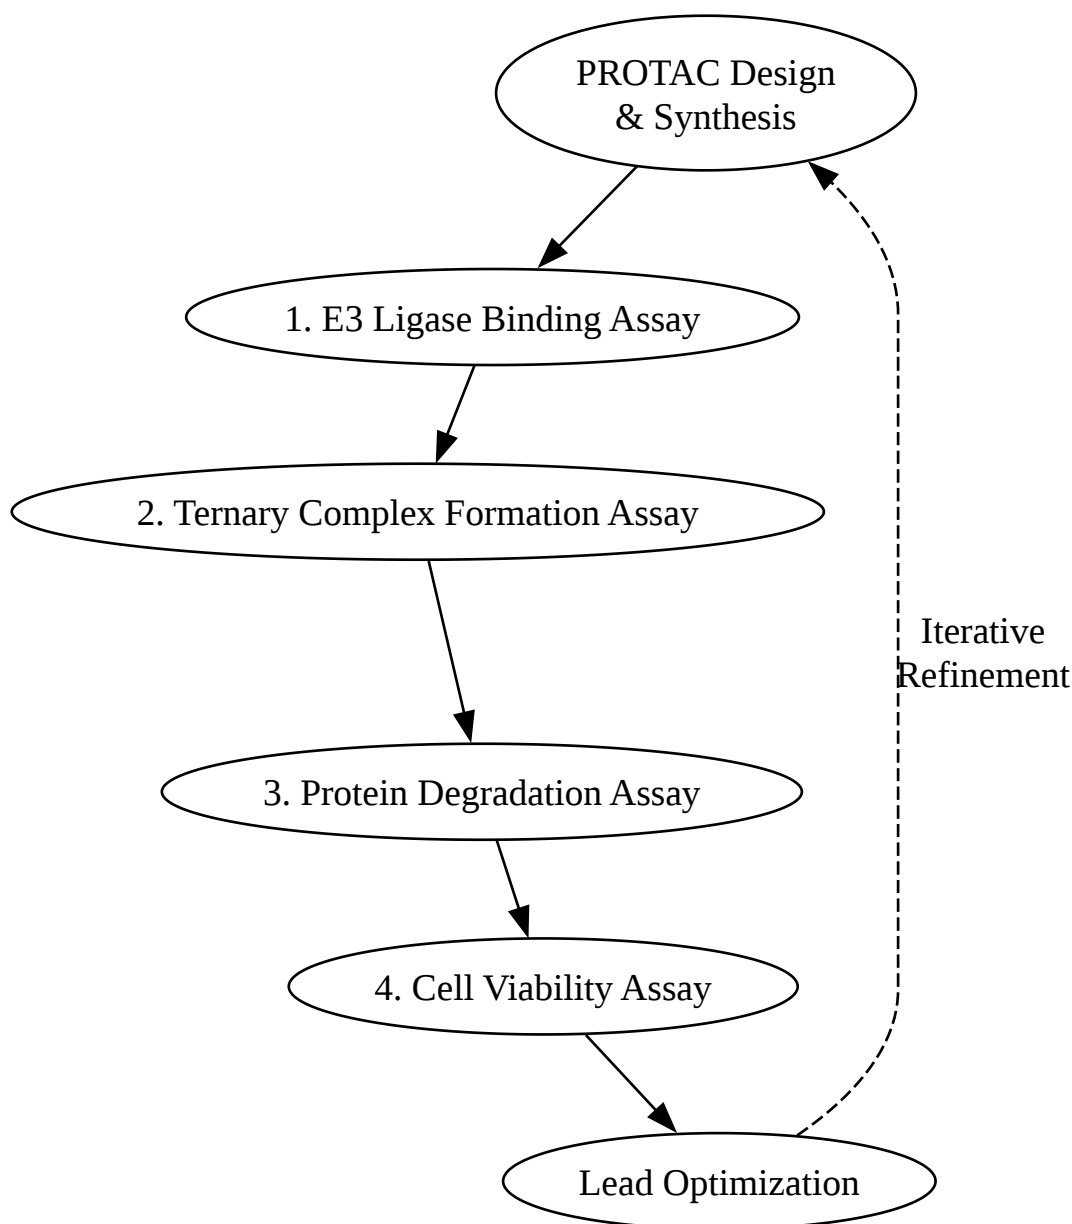 PROTAC Design
& Synthesis
1. E3 Ligase Binding Assay
2. Ternary Complex Formation Assay
Iterative
Refinement
3. Protein Degradation Assay
4. Cell Viability Assay
Lead Optimization